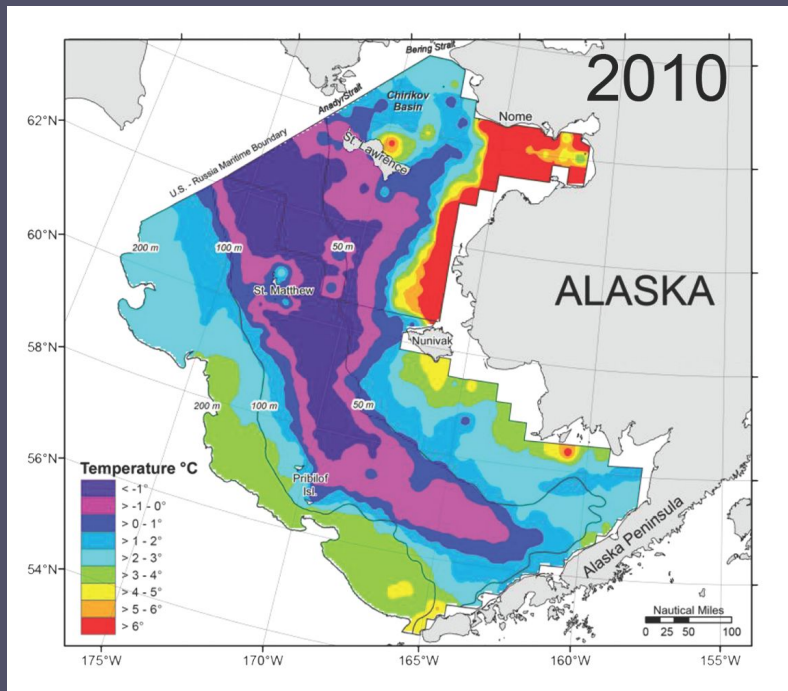 2010
Bering Strait
Chirikov
Basin
Anadyr Strait
Nome
St. Lawrence
62°N
U.S. - Russia Maritime Boundary
60°N
200 m
100 m
50 m
St. Matthew
ALASKA
Nunivak
58°N
200 m
100 m
50 m
56°N
Temperature °C
Pribilof
Isl.
< -1°
> -1 - 0°
> 0 - 1°
> 1 - 2°
> 2 - 3°
> 3 - 4°
> 4 - 5°
> 5 - 6°
> 6°
Alaska Peninsula
54°N
Nautical Miles
0 25 50 100
175°W
170°W
165°W
160°W
155°W